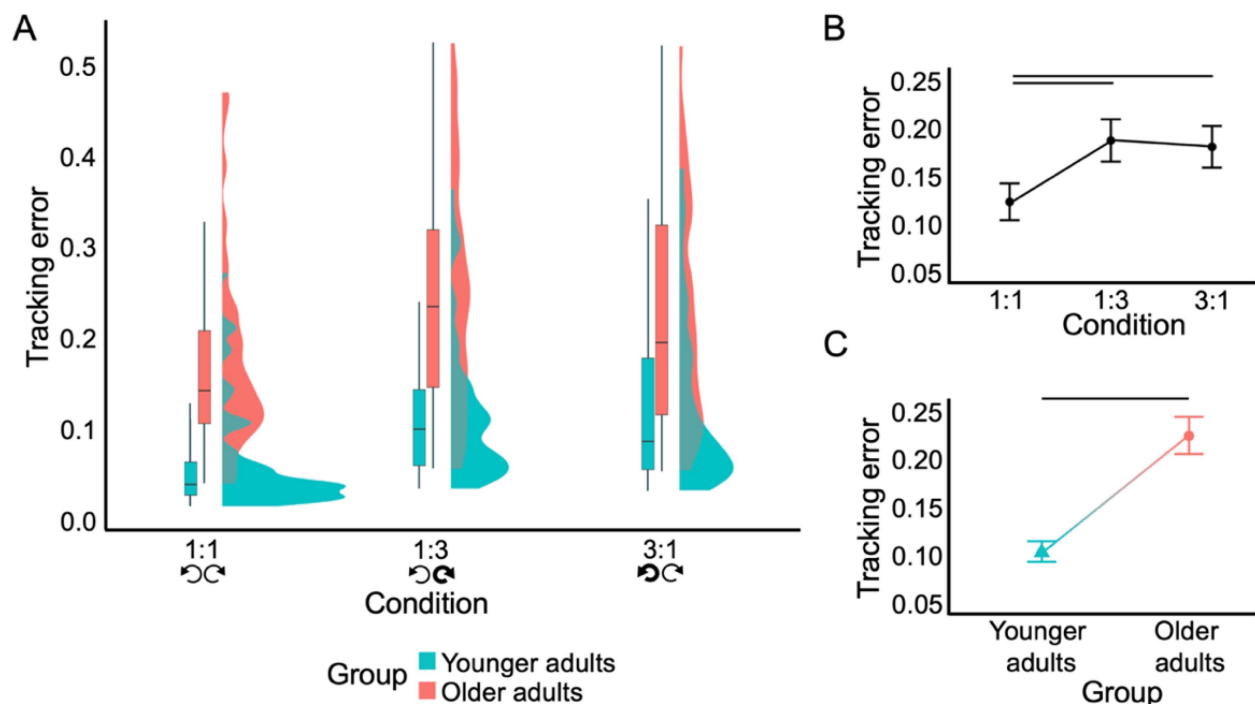 A
Tracking error
0.5
0.4
0.3
0.2
0.1
0.0
1:1
1:3
3:1
Condition
Group
Younger adults
Older adults
B
Tracking error
0.25
0.20
0.15
0.10
0.05
1:1
1:3
3:1
Condition
C
Tracking error
0.25
0.20
0.15
0.10
0.05
Younger
adults
Older
adults
Group